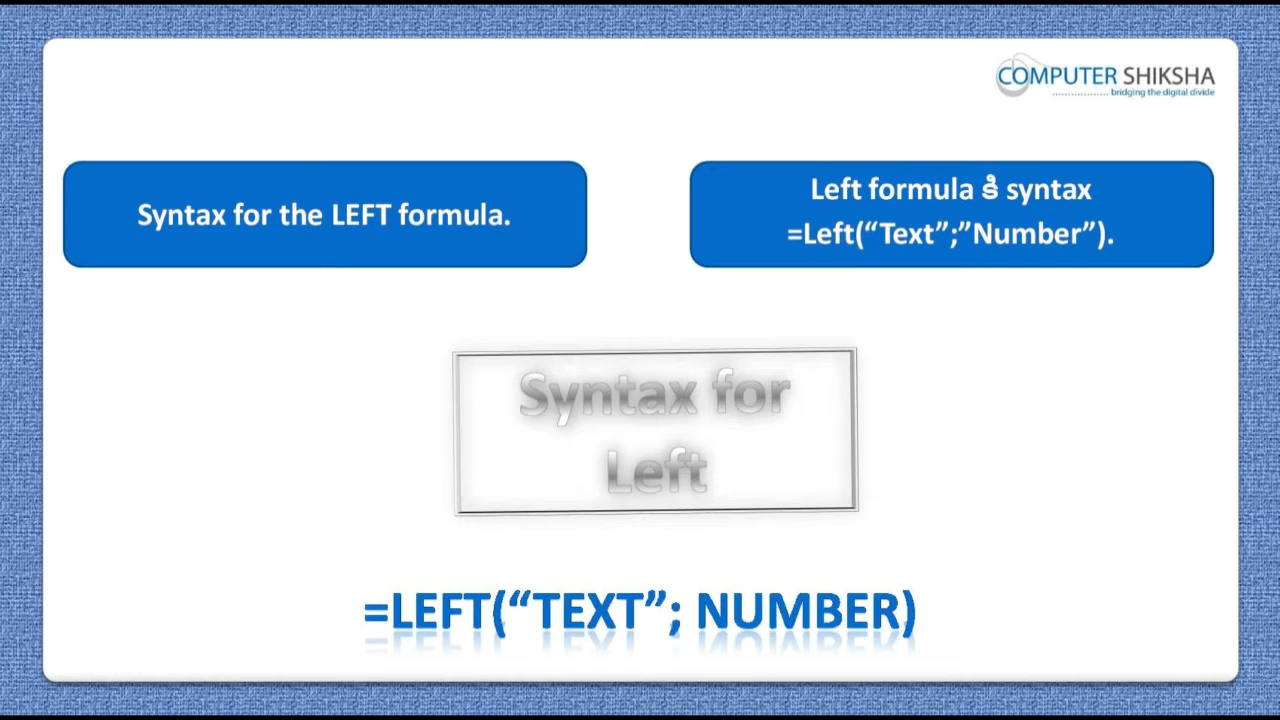 COMPUTER SHIKSHA
bridging the digital divide
Syntax for the LEFT formula.
Left formula కి syntax
=Left(“Text”;”Number”).
Syntax for
Left
=LEFT(“TEXT”; NUMBER)